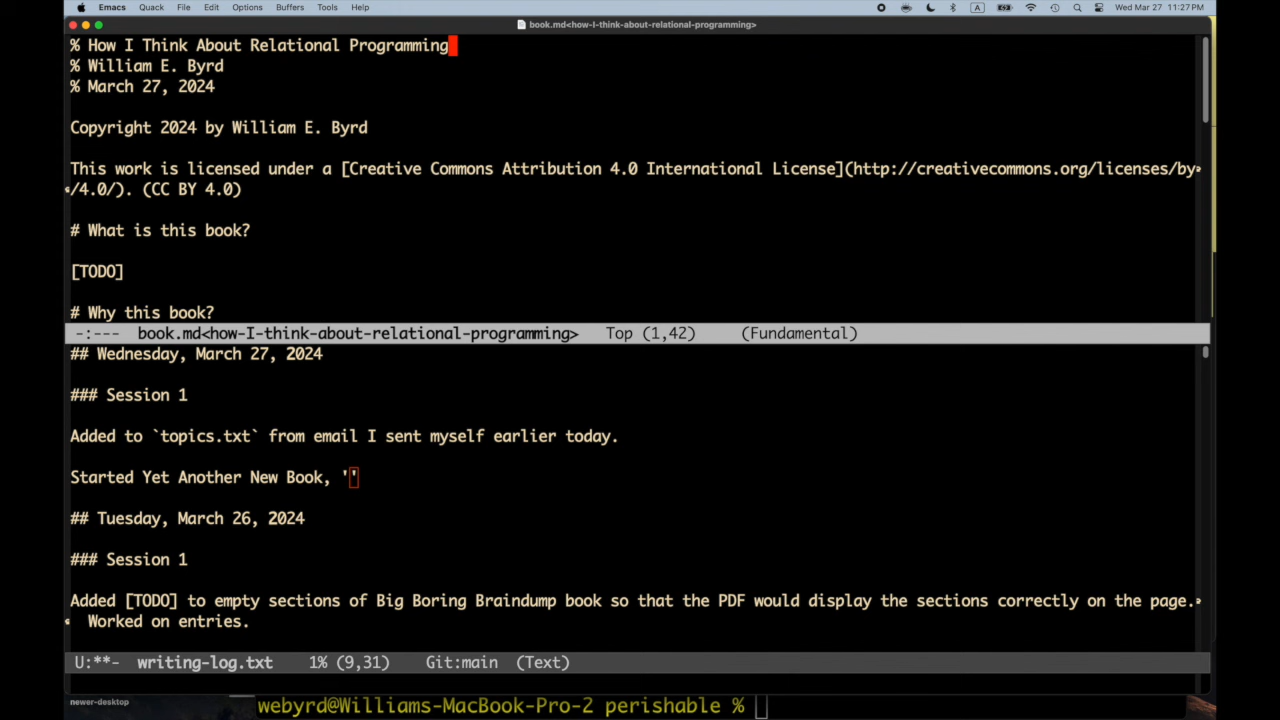 Emacs Quack File Edit Options Buffers Tools Help A Wed Mar 27 11:27 PM
book.md<how-I-think-about-relational-programming>
% How I Think About Relational Programming
% William E. Byrd
% March 27, 2024
Copyright 2024 by William E. Byrd
This work is licensed under a [Creative Commons Attribution 4.0 International License](http://creativecommons.org/licenses/by
/4.0/). (CC BY 4.0)
# What is this book?
[TODO]
# Why this book?
-:--- book.md<how-I-think-about-relational-programming> Top (1,42) (Fundamental)
## Wednesday, March 27, 2024
### Session 1
Added to `topics.txt` from email I sent myself earlier today.
Started Yet Another New Book, ''
## Tuesday, March 26, 2024
### Session 1
Added [TODO] to empty sections of Big Boring Braindump book so that the PDF would display the sections correctly on the page.
Worked on entries.
U:**- writing-log.txt 1% (9,31) Git:main (Text)
newer-desktop
webyrd@Williams-MacBook-Pro-2 perishable %